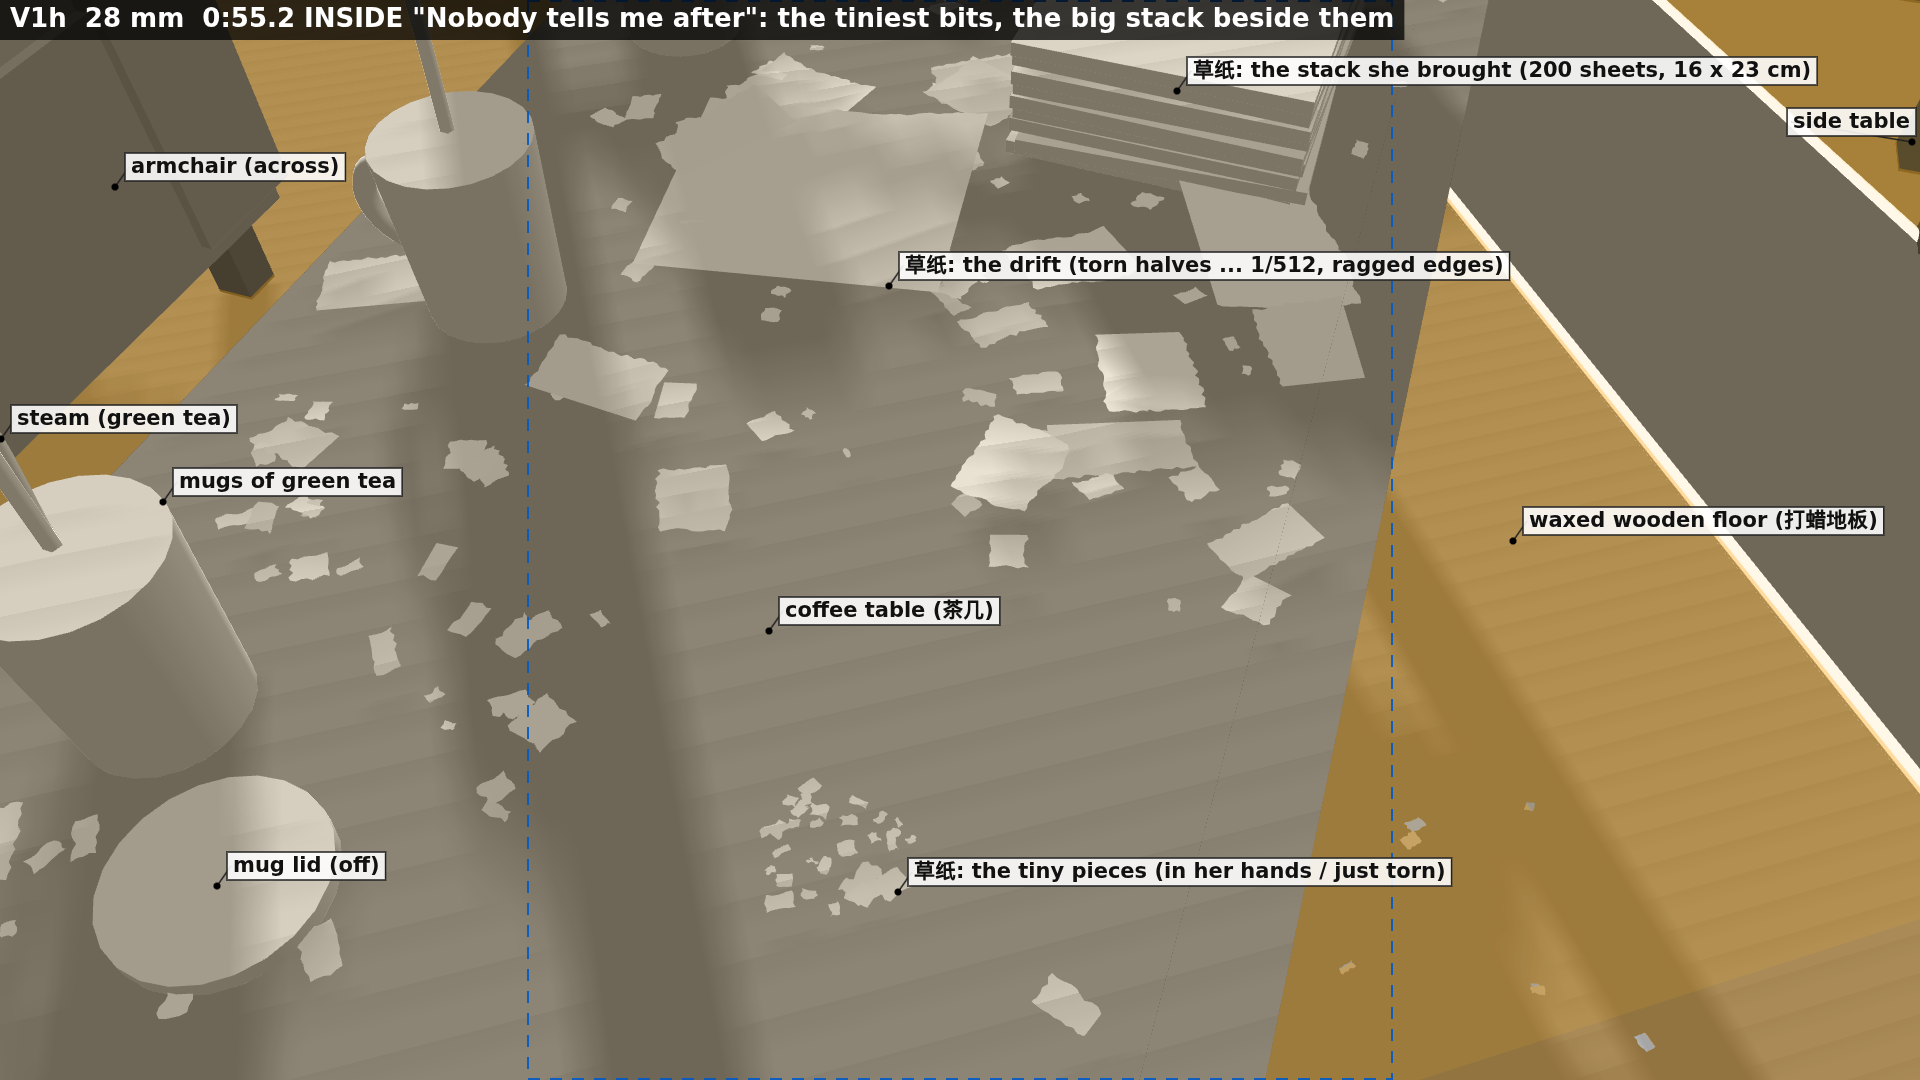 V1h 28 mm 0:55.2 INSIDE "Nobody tells me after": the tiniest bits, the big stack beside them
草纸: the stack she brought (200 sheets, 16 x 23 cm)
side table
armchair (across)
草纸: the drift (torn halves ... 1/512, ragged edges)
steam (green tea)
mugs of green tea
waxed wooden floor (打蜡地板)
coffee table (茶几)
mug lid (off)
草纸: the tiny pieces (in her hands / just torn)